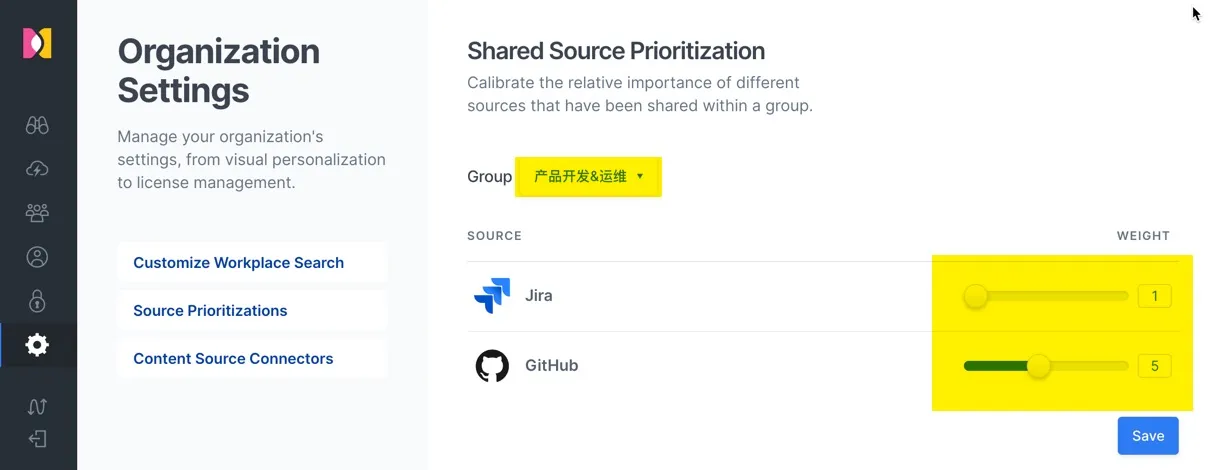 Organization
Settings
Manage your organization's
settings, from visual personalization
to license management.
Customize Workplace Search
Source Prioritizations
Content Source Connectors
Shared Source Prioritization
Calibrate the relative importance of different
sources that have been shared within a group.
Group 产品开发&运维
SOURCE WEIGHT
Jira 1
GitHub 5
Save